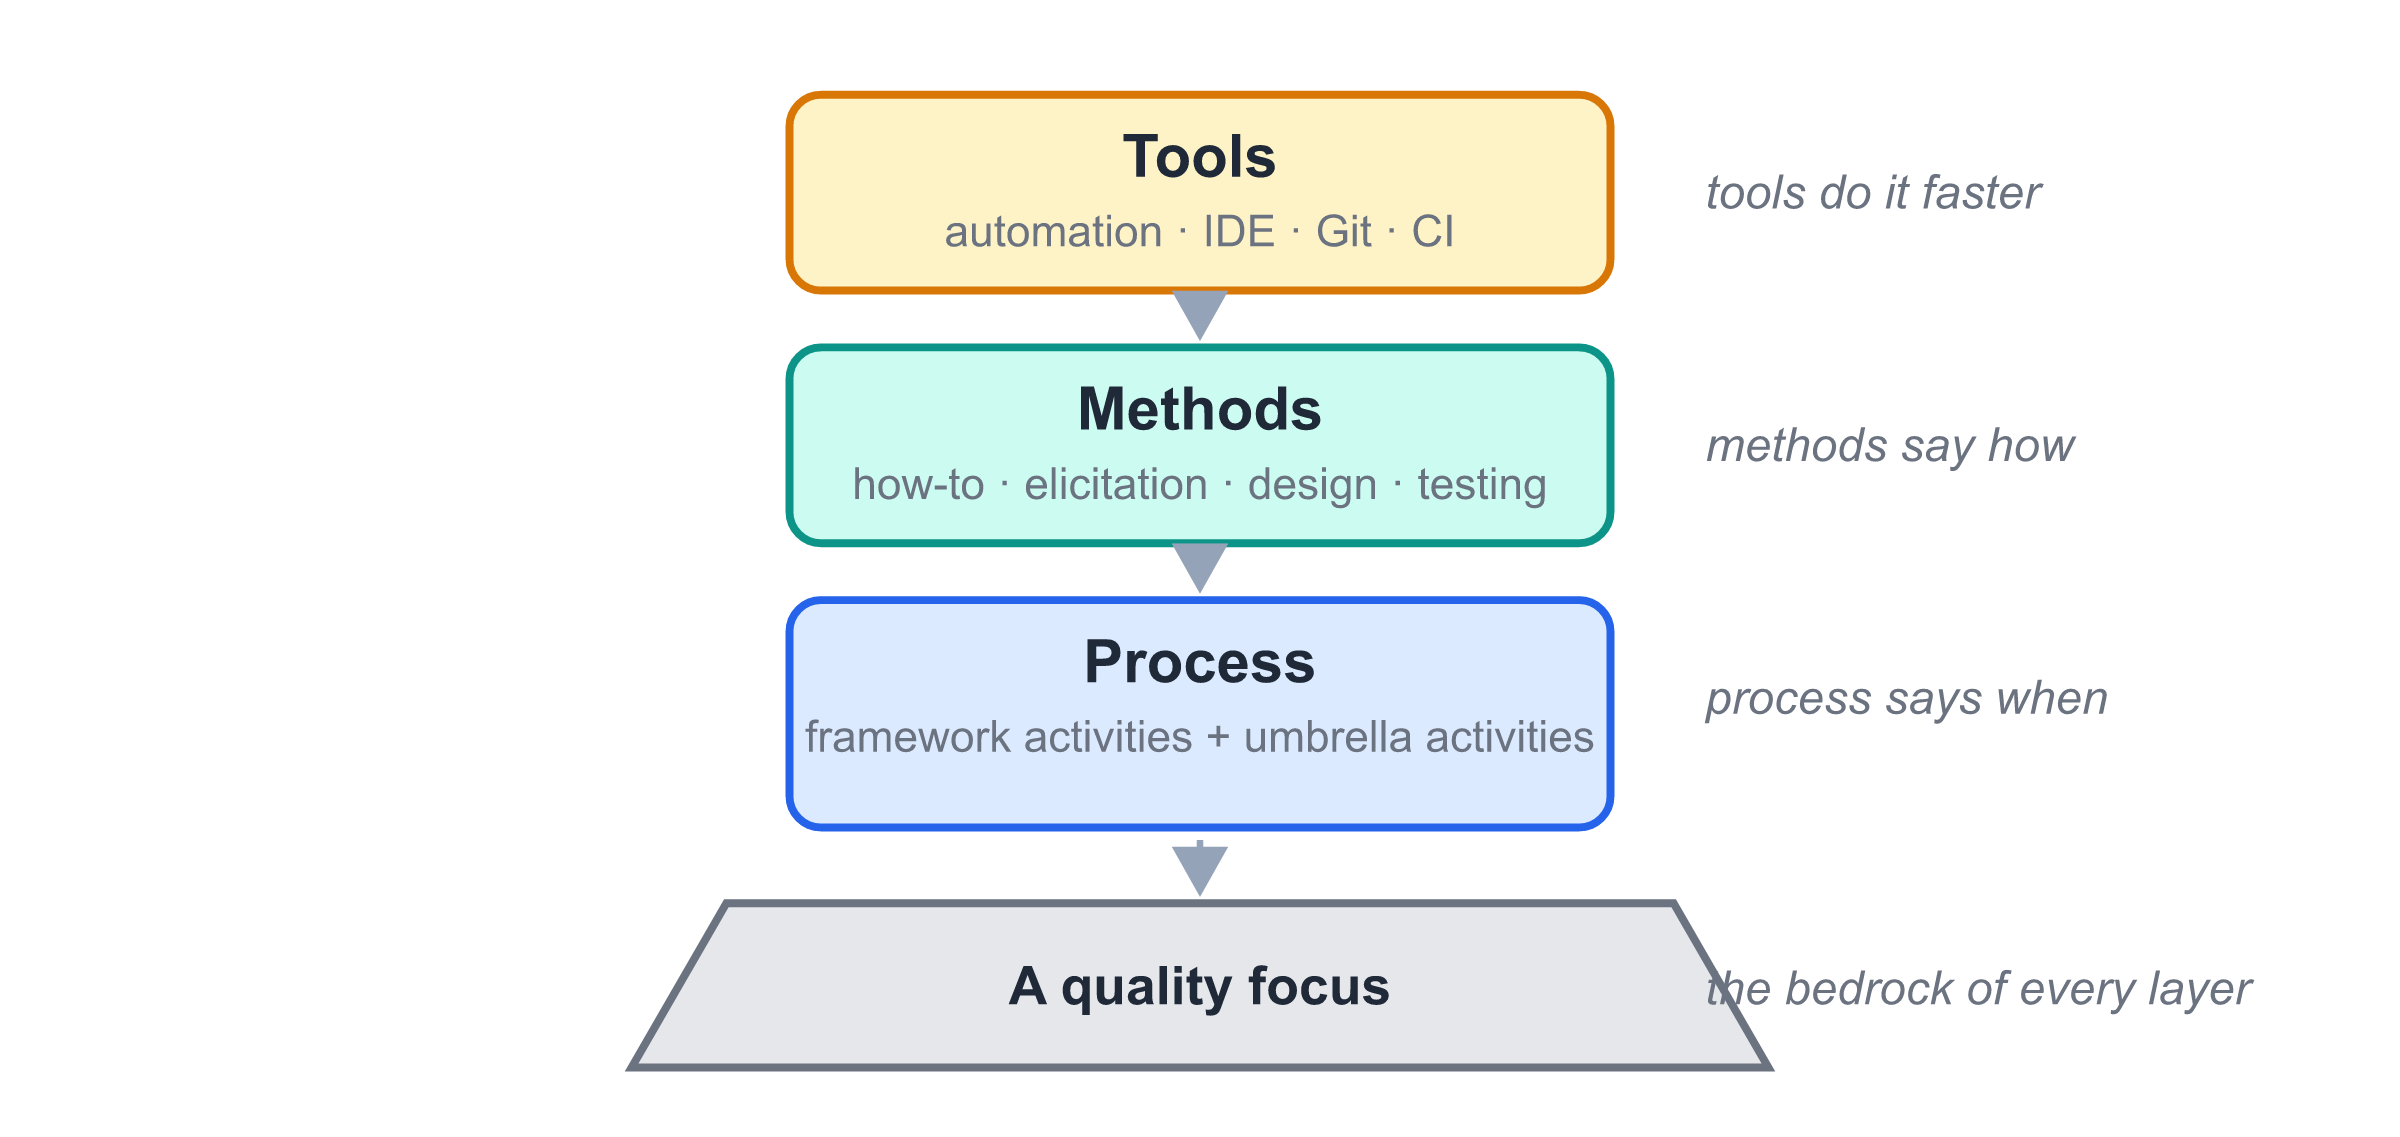 Tools
automation · IDE · Git · CI
tools do it faster
Methods
how-to · elicitation · design · testing
methods say how
Process
framework activities + umbrella activities
process says when
A quality focus
the bedrock of every layer